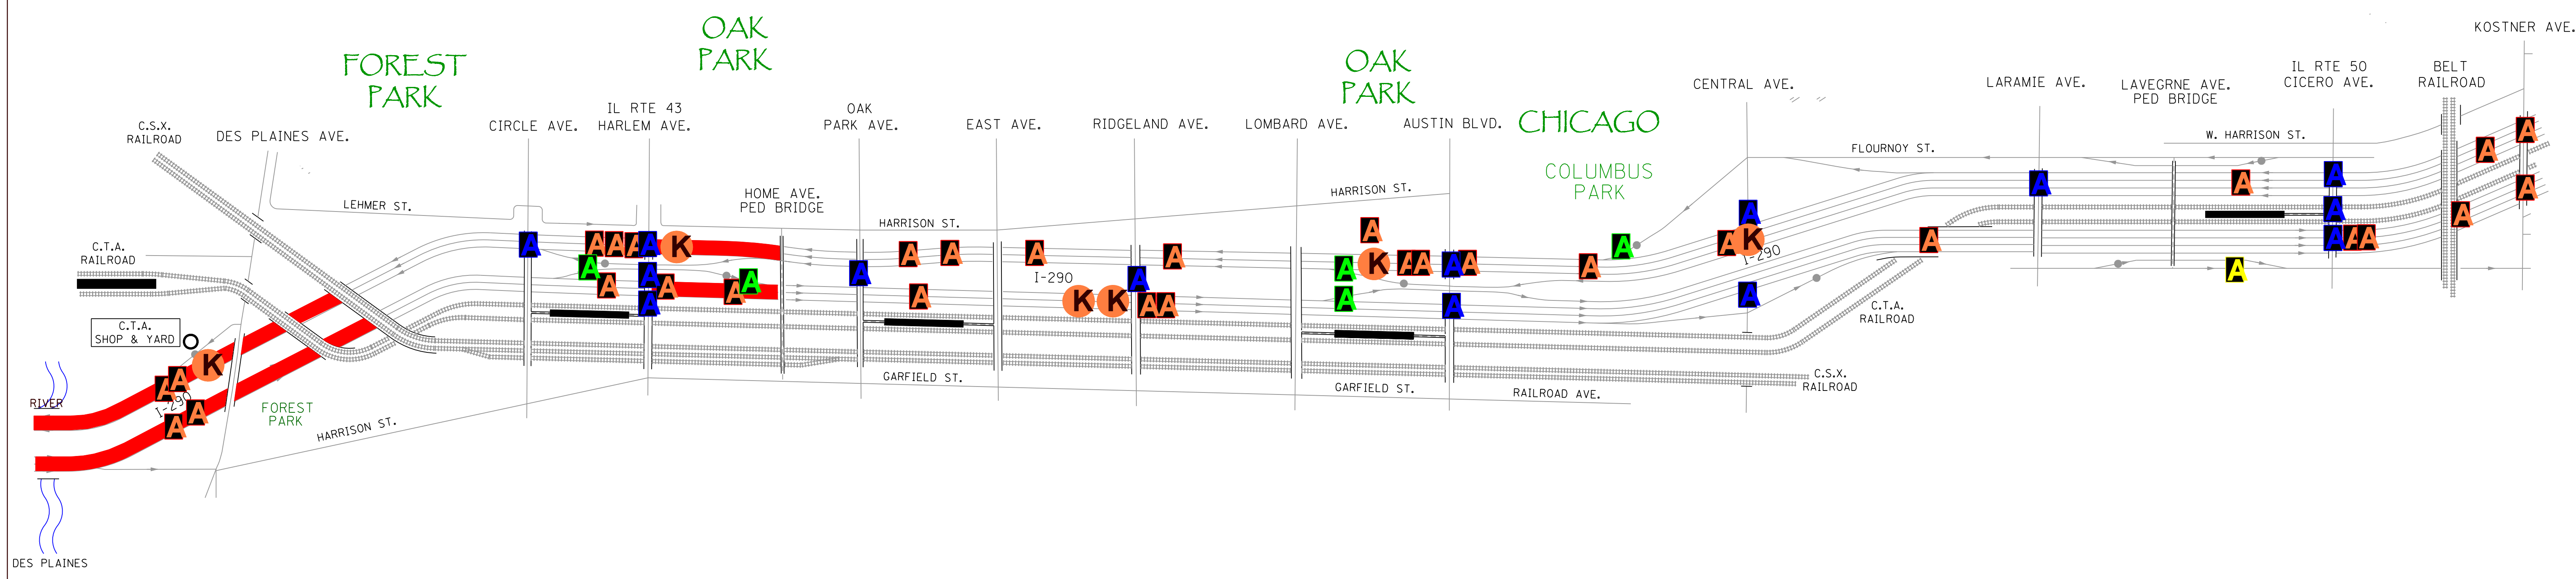 OAK
PARK
FOREST
PARK
OAK
PARK
CHICAGO
COLUMBUS
PARK
KOSTNER AVE.
IL RTE 50
CICERO AVE.
BELT
RAILROAD
LAVEGRNE AVE.
PED BRIDGE
LARAMIE AVE.
CENTRAL AVE.
AUSTIN BLVD.
LOMBARD AVE.
RIDGELAND AVE.
EAST AVE.
OAK
PARK AVE.
IL RTE 43
HARLEM AVE.
CIRCLE AVE.
DES PLAINES AVE.
C.S.X.
RAILROAD
W. HARRISON ST.
FLOURNOY ST.
HARRISON ST.
HOME AVE.
PED BRIDGE
HARRISON ST.
LEHMER ST.
C.T.A.
RAILROAD
A
A
A
A
A
A
A
K
A
A
A
A
A
A
A
A
A
A
A
A
A
A
K
K
A
A
A
A
K
A
A
A
A
A
A
A
A
K
A
A
A
A
A
A
A
A
A
A
A
A
A
A
I-290
I-290
C.T.A.
RAILROAD
C.T.A.
SHOP & YARD
K
A
A
A
A
I-290
RIVER
FOREST
PARK
HARRISON ST.
GARFIELD ST.
GARFIELD ST.
RAILROAD AVE.
C.S.X.
RAILROAD
DES PLAINES